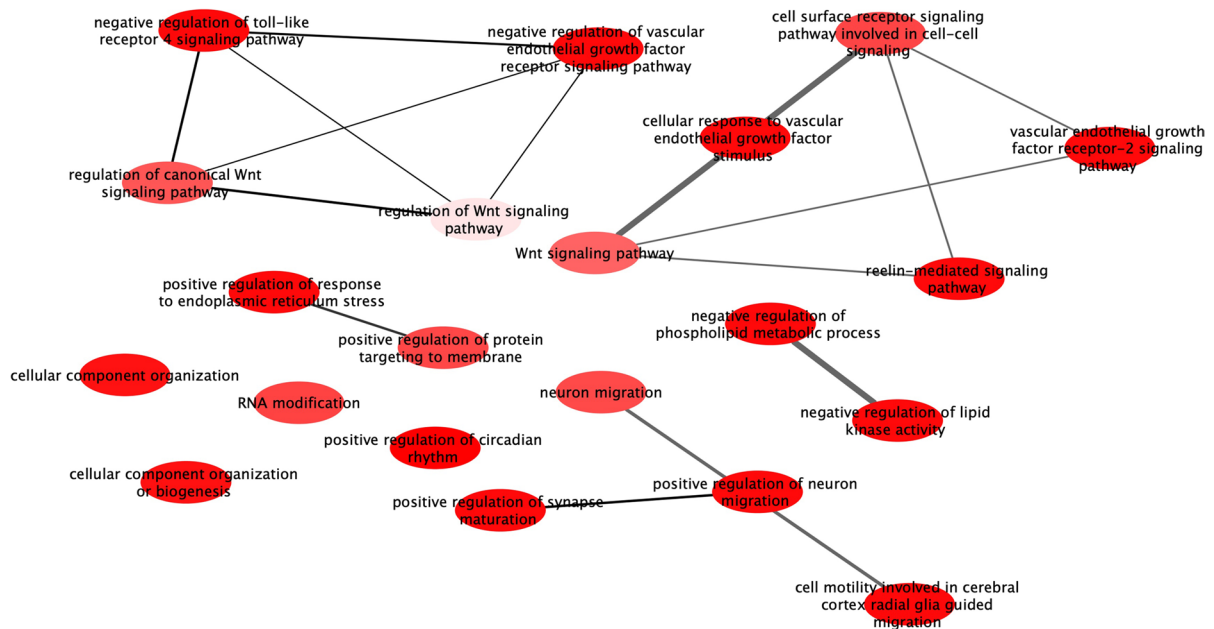 negative regulation of toll-like
receptor 4 signaling pathway
negative regulation of vascular
endothelial growth factor
receptor signaling pathway
cell surface receptor signaling
pathway involved in cell-cell
signaling
cellular response to vascular
endothelial growth factor
stimulus
vascular endothelial growth
factor receptor-2 signaling
pathway
regulation of canonical Wnt
signaling pathway
regulation of Wnt signaling
pathway
Wnt signaling pathway
reelin-mediated signaling
pathway
positive regulation of response
to endoplasmic reticulum stress
negative regulation of
phospholipid metabolic process
positive regulation of protein
targeting to membrane
cellular component organization
RNA modification
neuron migration
negative regulation of lipid
kinase activity
positive regulation of circadian
rhythm
cellular component organization
or biogenesis
positive regulation of synapse
maturation
positive regulation of neuron
migration
cell motility involved in cerebral
cortex radial glia guided
migration